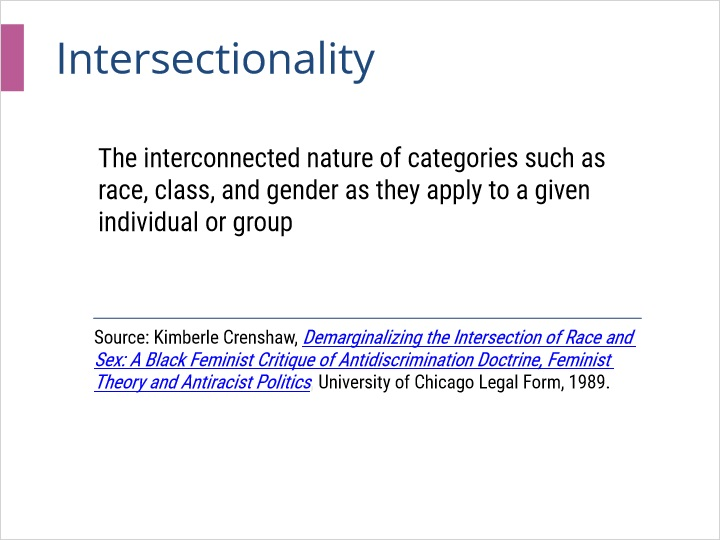 Intersectionality
The interconnected nature of categories such as
race, class, and gender as they apply to a given
individual or group
Source: Kimberle Crenshaw, Demarginalizing the Intersection of Race and
Sex: A Black Feminist Critique of Antidiscrimination Doctrine, Feminist
Theory and Antiracist Politics University of Chicago Legal Form, 1989.